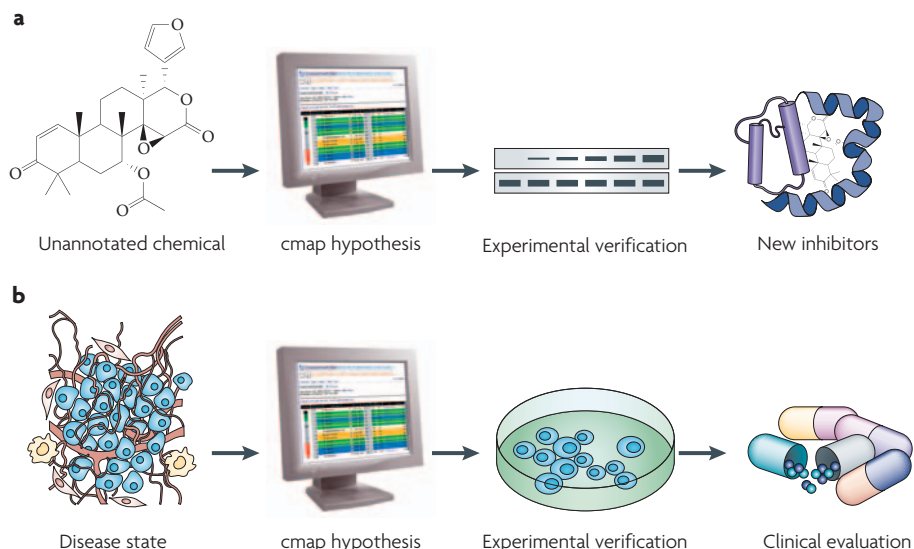 a
O
O
O
O
O
O
O
Unannotated chemical
cmap hypothesis
Experimental verification
New inhibitors
b
Disease state
cmap hypothesis
Experimental verification
Clinical evaluation